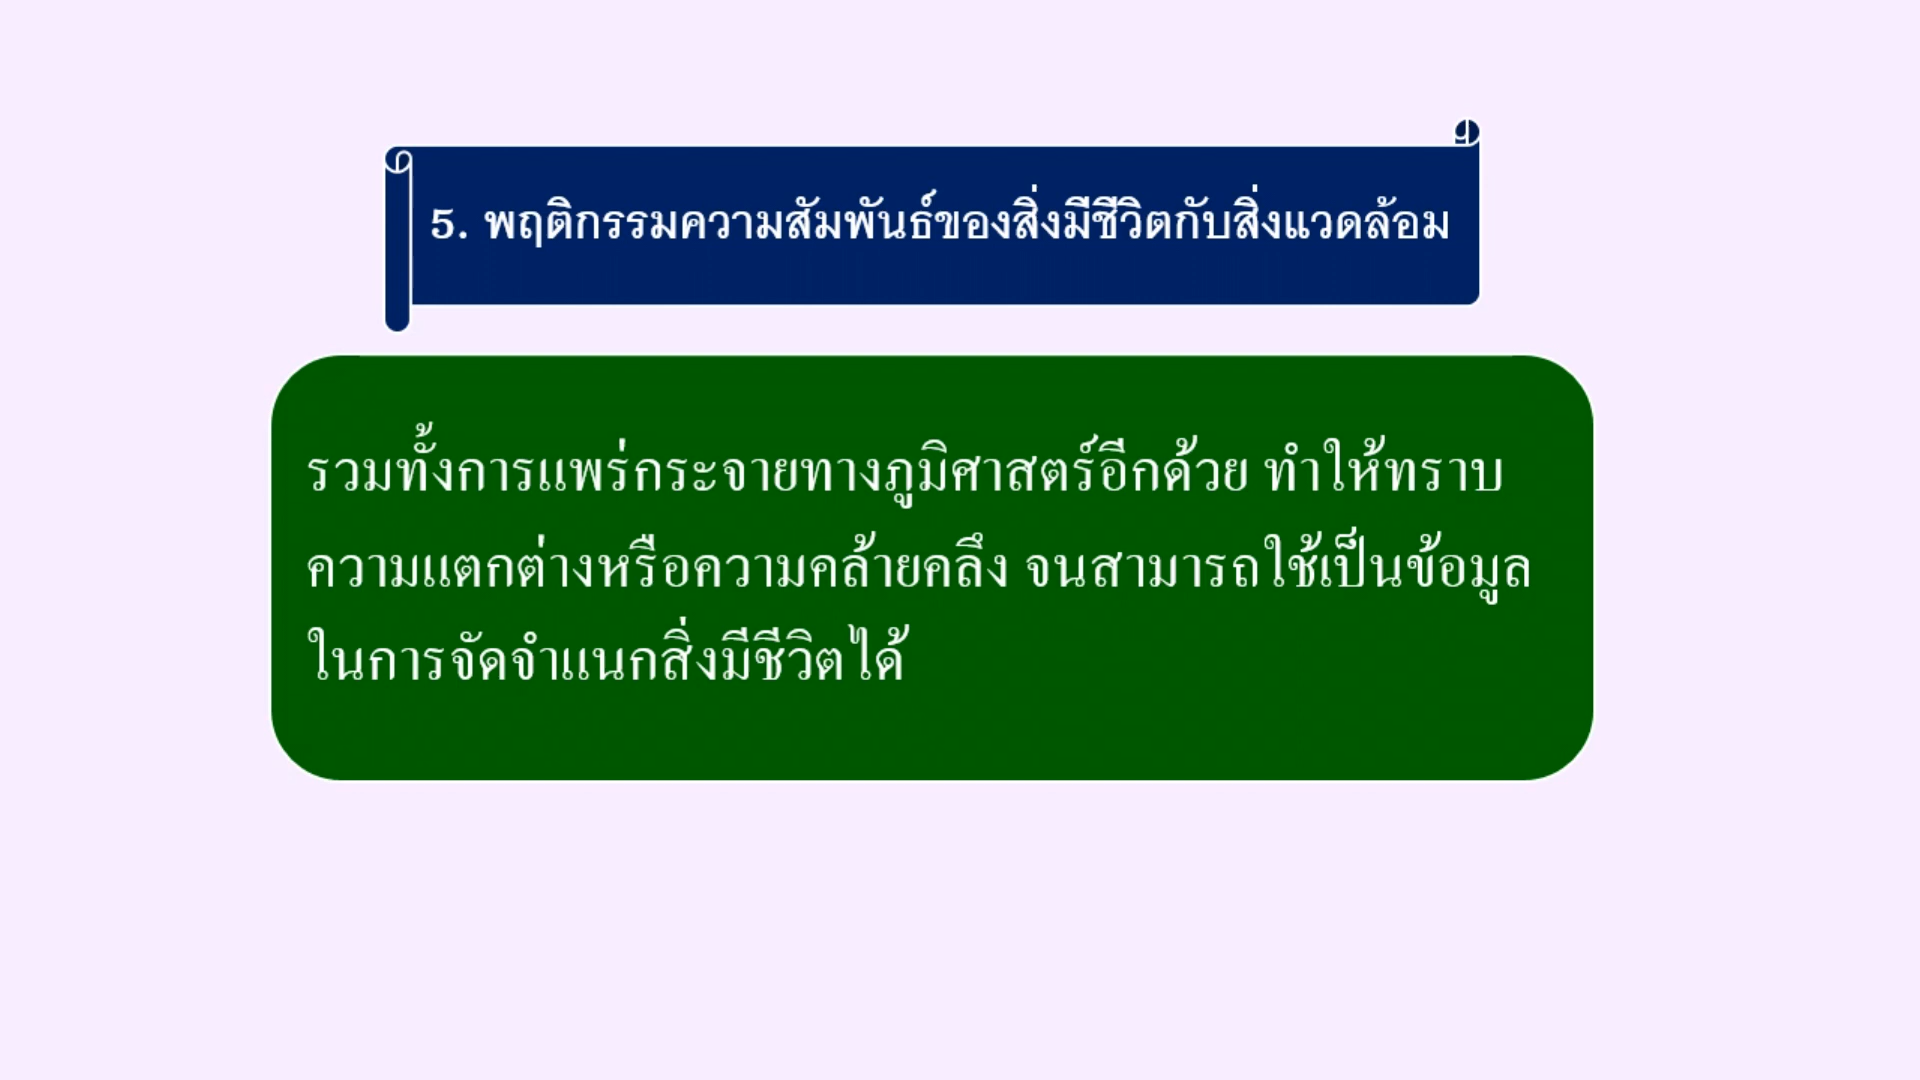 5. พฤติกรรมความสัมพันธ์ของสิ่งมีชีวิตกับสิ่งแวดล้อม
รวมทั้งการแพร่กระจายทางภูมิศาสตร์อีกด้วย ทำให้ทราบ
ความแตกต่างหรือความคล้ายคลึง จนสามารถใช้เป็นข้อมูล
ในการจัดจำแนกสิ่งมีชีวิตได้